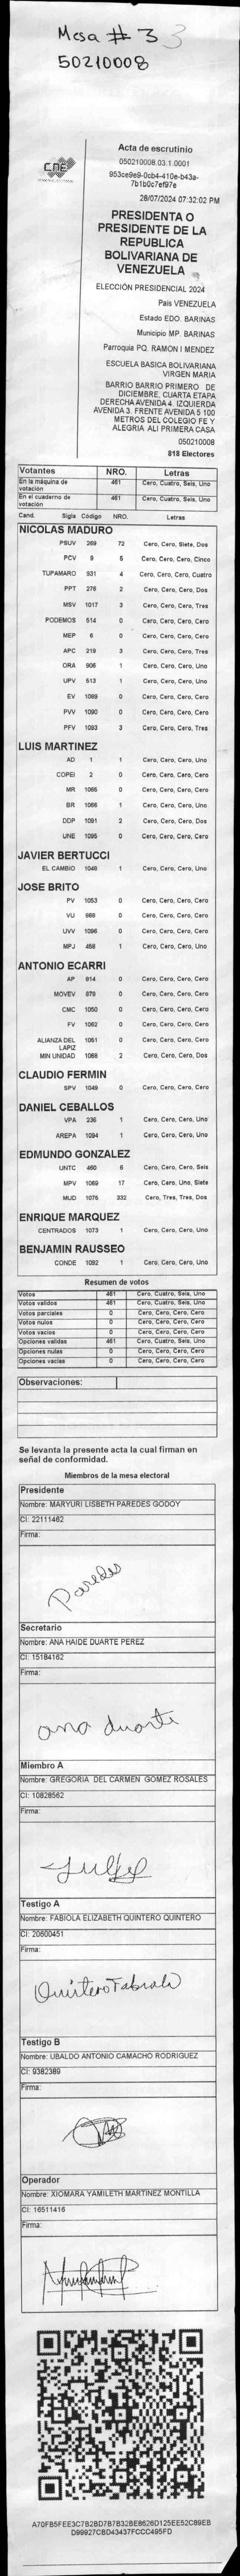 Mesa # 3 3
50210008
CNE
Acta de escrutinio
050210008.03.1.0001
953ce9e9-0cb4-410e-b43a-
7b1b0c7ef97e
28/07/2024 07:32:02 PM
PRESIDENTA O
PRESIDENTE DE LA
REPUBLICA
BOLIVARIANA DE
VENEZUELA
ELECCIÓN PRESIDENCIAL 2024
País VENEZUELA
Estado EDO. BARINAS
Municipio MP. BARINAS
Parroquia PQ. RAMON I MENDEZ
ESCUELA BASICA BOLIVARIANA
VIRGEN MARIA
BARRIO BARRIO PRIMERO DE
DICIEMBRE, CUARTA ETAPA
DERECHA AVENIDA 4. IZQUIERDA
AVENIDA 3. FRENTE AVENIDA 5 100
METROS DEL COLEGIO FE Y
ALEGRIA ALI PRIMERA CASA
050210008
818 Electores
Votantes NRO. Letras
En la máquina de votación 461 Cero, Cuatro, Seis, Uno
En el cuaderno de votación 461 Cero, Cuatro, Seis, Uno
Cand. Sigla Código NRO. Letras
NICOLAS MADURO
PSUV 269 72 Cero, Cero, Siete, Dos
PCV 9 5 Cero, Cero, Cero, Cinco
TUPAMARO 931 4 Cero, Cero, Cero, Cuatro
PPT 276 2 Cero, Cero, Cero, Dos
MSV 1017 3 Cero, Cero, Cero, Tres
PODEMOS 514 0 Cero, Cero, Cero, Cero
MEP 6 0 Cero, Cero, Cero, Cero
APC 219 3 Cero, Cero, Cero, Tres
ORA 906 1 Cero, Cero, Cero, Uno
UPV 513 1 Cero, Cero, Cero, Uno
EV 1089 0 Cero, Cero, Cero, Cero
PVV 1090 0 Cero, Cero, Cero, Cero
PFV 1093 3 Cero, Cero, Cero, Tres
LUIS MARTINEZ
AD 1 1 Cero, Cero, Cero, Uno
COPEI 2 0 Cero, Cero, Cero, Cero
MR 1065 0 Cero, Cero, Cero, Cero
BR 1066 1 Cero, Cero, Cero, Uno
DDP 1091 2 Cero, Cero, Cero, Dos
UNE 1095 0 Cero, Cero, Cero, Cero
JAVIER BERTUCCI
EL CAMBIO 1048 1 Cero, Cero, Cero, Uno
JOSE BRITO
PV 1053 0 Cero, Cero, Cero, Cero
VU 988 0 Cero, Cero, Cero, Cero
UVV 1096 0 Cero, Cero, Cero, Cero
MPJ 458 1 Cero, Cero, Cero, Uno
ANTONIO ECARRI
AP 914 0 Cero, Cero, Cero, Cero
MOVEV 879 0 Cero, Cero, Cero, Cero
CMC 1050 0 Cero, Cero, Cero, Cero
FV 1062 0 Cero, Cero, Cero, Cero
ALIANZA DEL LAPIZ 1051 0 Cero, Cero, Cero, Cero
MIN UNIDAD 1088 2 Cero, Cero, Cero, Dos
CLAUDIO FERMIN
SPV 1049 0 Cero, Cero, Cero, Cero
DANIEL CEBALLOS
VPA 236 1 Cero, Cero, Cero, Uno
AREPA 1094 1 Cero, Cero, Cero, Uno
EDMUNDO GONZALEZ
UNTC 460 6 Cero, Cero, Cero, Seis
MPV 1069 17 Cero, Cero, Uno, Siete
MUD 1075 332 Cero, Tres, Tres, Dos
ENRIQUE MARQUEZ
CENTRADOS 1073 1 Cero, Cero, Cero, Uno
BENJAMIN RAUSSEO
CONDE 1092 1 Cero, Cero, Cero, Uno
Resumen de votos
Votos 461 Cero, Cuatro, Seis, Uno
Votos validos 461 Cero, Cuatro, Seis, Uno
Votos parciales 0 Cero, Cero, Cero, Cero
Votos nulos 0 Cero, Cero, Cero, Cero
Votos vacios 0 Cero, Cero, Cero, Cero
Opciones validas 461 Cero, Cuatro, Seis, Uno
Opciones nulas 0 Cero, Cero, Cero, Cero
Opciones vacias 0 Cero, Cero, Cero, Cero
Observaciones:
Se levanta la presente acta la cual firman en
señal de conformidad.
Miembros de la mesa electoral
Presidente
Nombre: MARYURI LISBETH PAREDES GODOY
CI: 22111462
Firma:
Paredes
Secretario
Nombre: ANA HAIDE DUARTE PEREZ
CI: 15184162
Firma:
ana duarte
Miembro A
Nombre: GREGORIA DEL CARMEN GOMEZ ROSALES
CI: 10828562
Firma:
Testigo A
Nombre: FABIOLA ELIZABETH QUINTERO QUINTERO
CI: 20600451
Firma:
Quintero Fabiola
Testigo B
Nombre: UBALDO ANTONIO CAMACHO RODRIGUEZ
CI: 9382389
Firma:
Operador
Nombre: XIOMARA YAMILETH MARTINEZ MONTILLA
CI: 16511416
Firma:
A70FB5FEE3C7B2BD7B7B32BE8626D125EE52C89EB
D99927CBD43437FCCC495FD